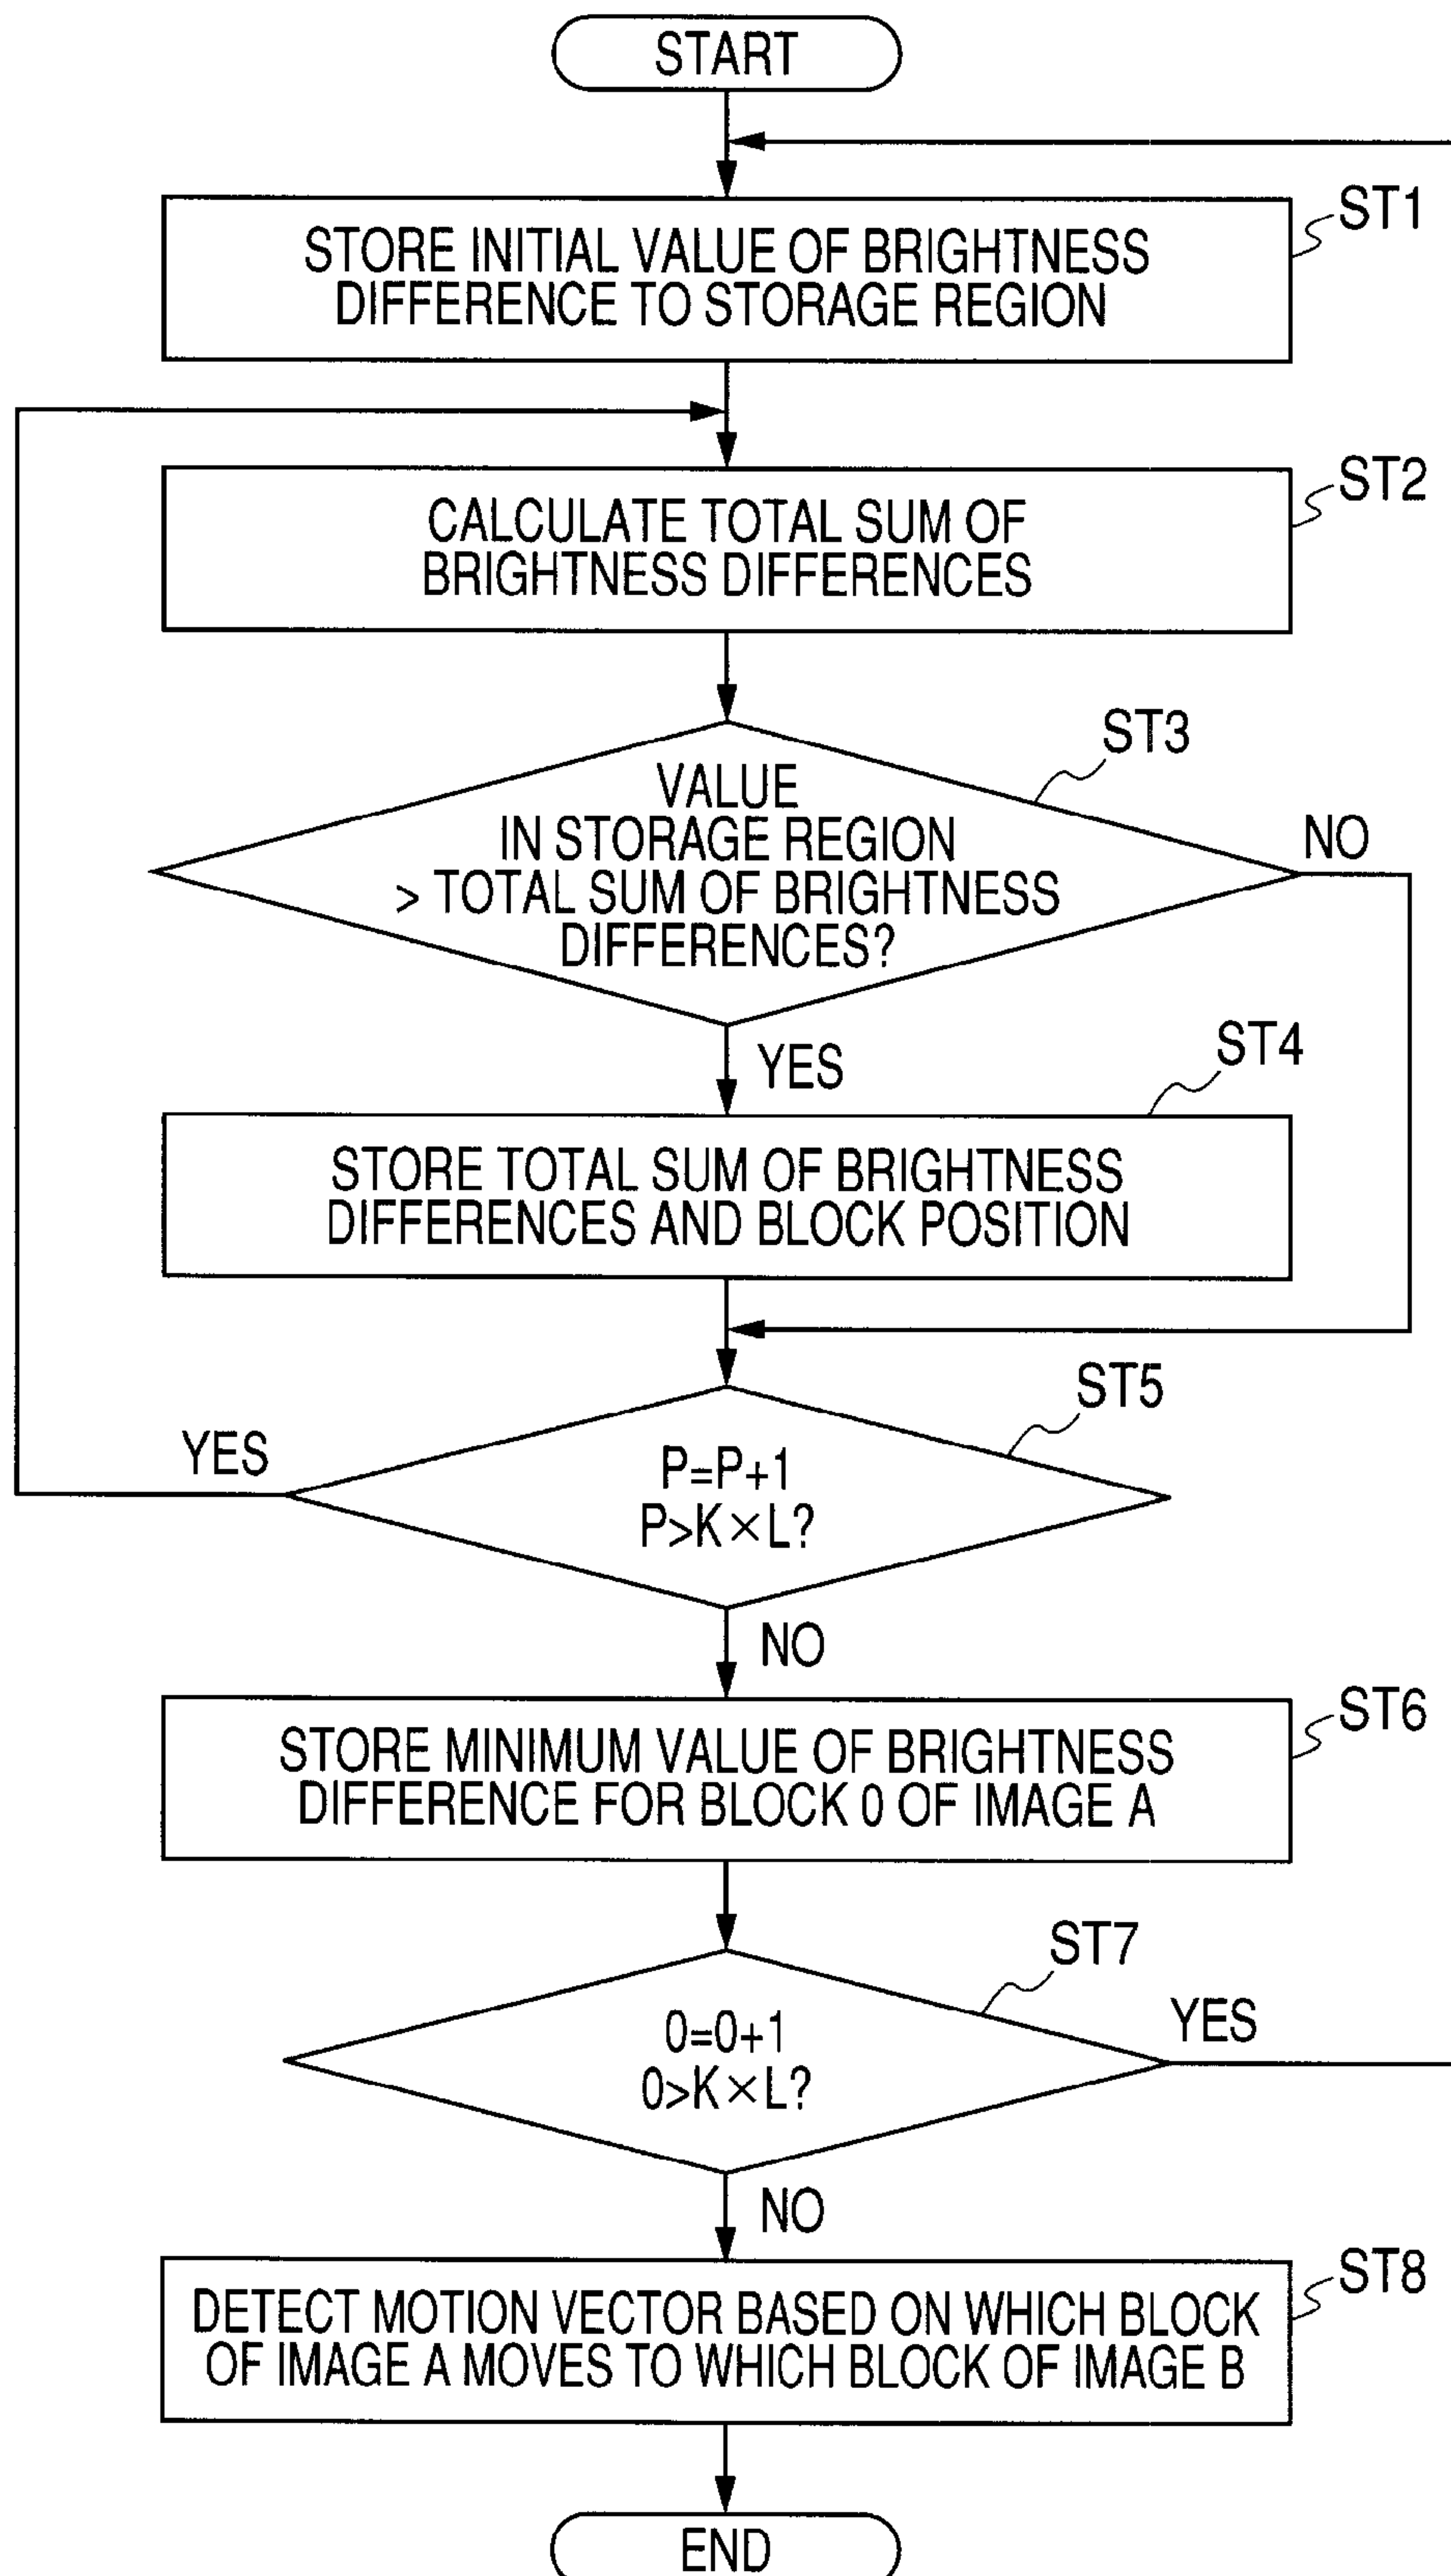 START
ST1
STORE INITIAL VALUE OF BRIGHTNESS
DIFFERENCE TO STORAGE REGION
ST2
CALCULATE TOTAL SUM OF
BRIGHTNESS DIFFERENCES
ST3
VALUE
IN STORAGE REGION
> TOTAL SUM OF BRIGHTNESS
DIFFERENCES?
NO
YES
ST4
STORE TOTAL SUM OF BRIGHTNESS
DIFFERENCES AND BLOCK POSITION
ST5
YES
P=P+1
P>K×L?
NO
ST6
STORE MINIMUM VALUE OF BRIGHTNESS
DIFFERENCE FOR BLOCK 0 OF IMAGE A
ST7
YES
0=0+1
0>K×L?
NO
ST8
DETECT MOTION VECTOR BASED ON WHICH BLOCK
OF IMAGE A MOVES TO WHICH BLOCK OF IMAGE B
END